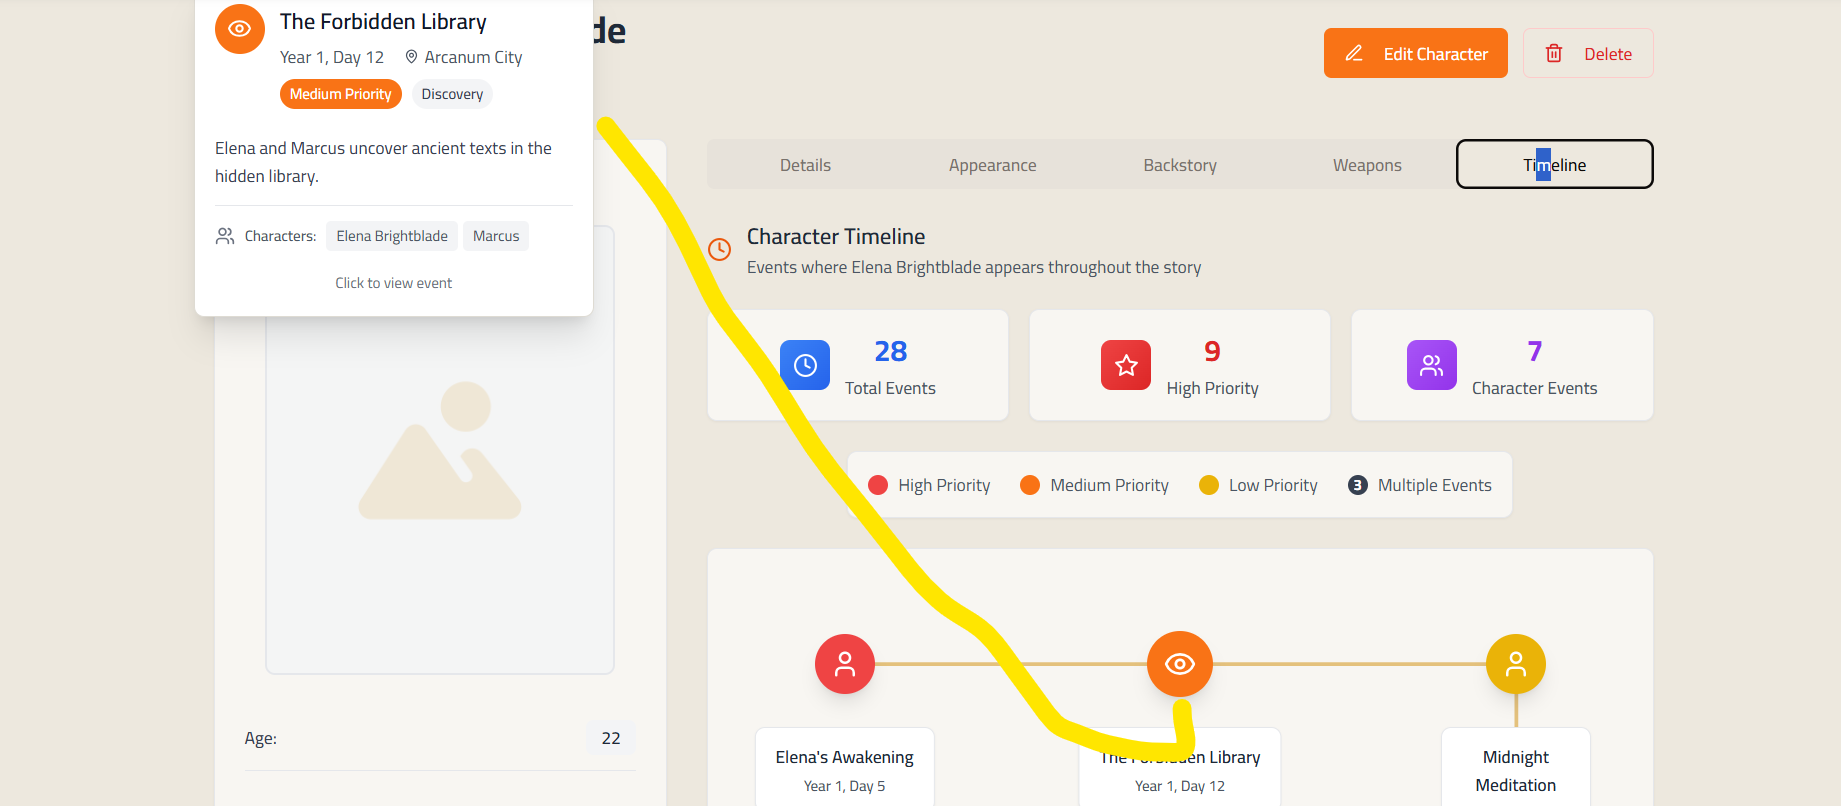 The Forbidden Library
Year 1, Day 12 Arcanum City
Medium Priority Discovery
Elena and Marcus uncover ancient texts in the
hidden library.
Characters: Elena Brightblade Marcus
Click to view event
de
Edit Character Delete
Details Appearance Backstory Weapons Timeline
Character Timeline
Events where Elena Brightblade appears throughout the story
28
Total Events
9
High Priority
7
Character Events
High Priority Medium Priority Low Priority 3 Multiple Events
Age: 22
Elena's Awakening
Year 1, Day 5
The Forbidden Library
Year 1, Day 12
Midnight
Meditation